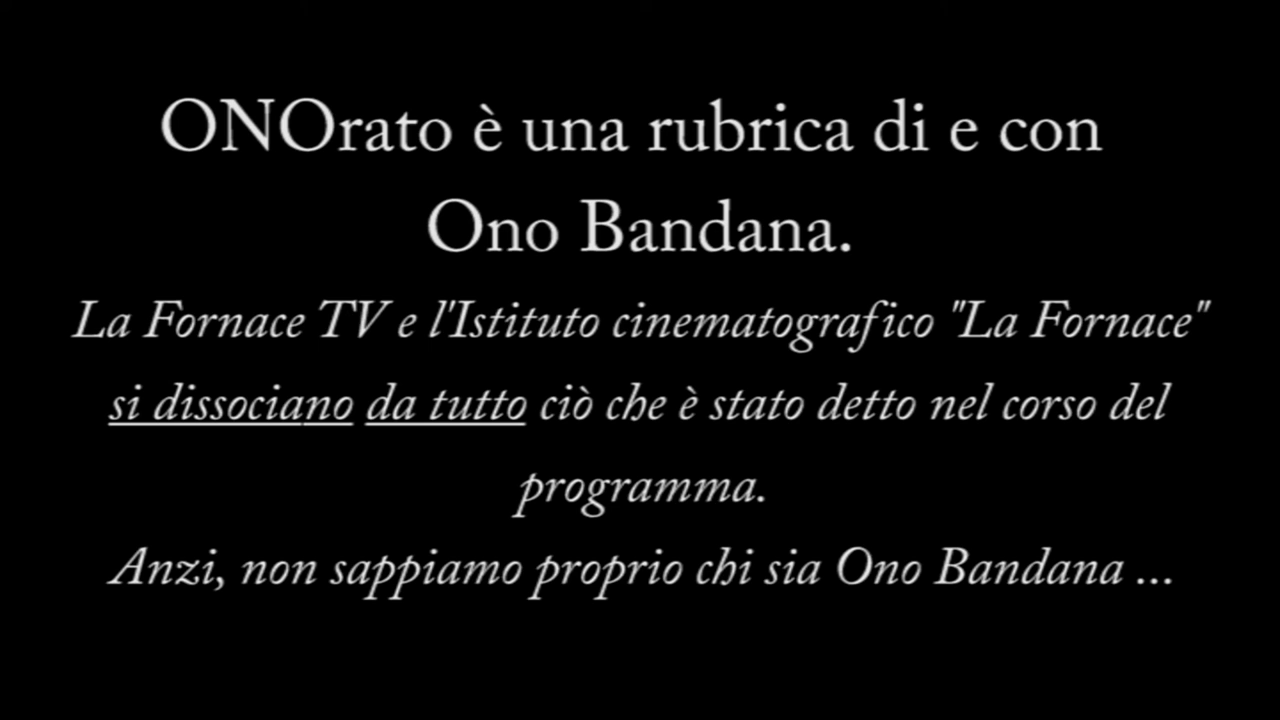 ONOrato è una rubrica di e con
Ono Bandana.
La Fornace TV e l'Istituto cinematografico "La Fornace"
si dissociano da tutto ciò che è stato detto nel corso del
programma.
Anzi, non sappiamo proprio chi sia Ono Bandana ...